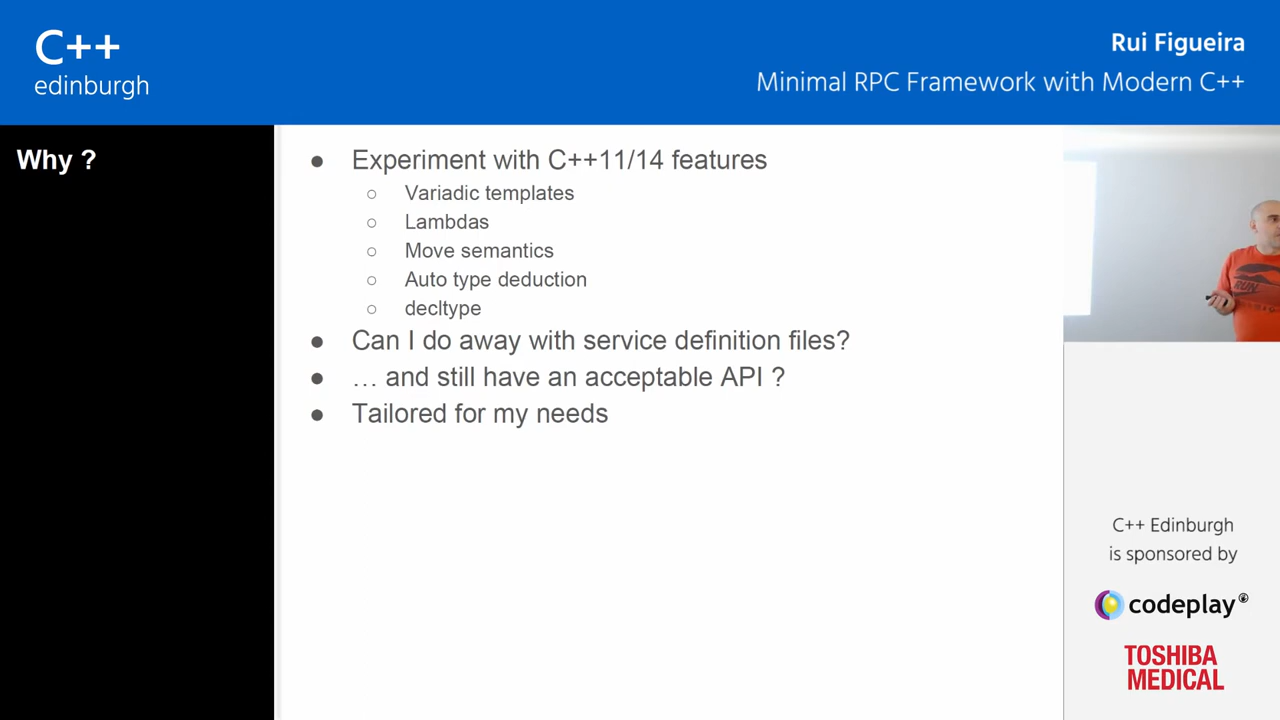 C++
edinburgh
Rui Figueira
Minimal RPC Framework with Modern C++
Why ?
● Experiment with C++11/14 features
○ Variadic templates
○ Lambdas
○ Move semantics
○ Auto type deduction
○ decltype
● Can I do away with service definition files?
● … and still have an acceptable API ?
● Tailored for my needs
RUN
C++ Edinburgh
is sponsored by
codeplay®
TOSHIBA
MEDICAL